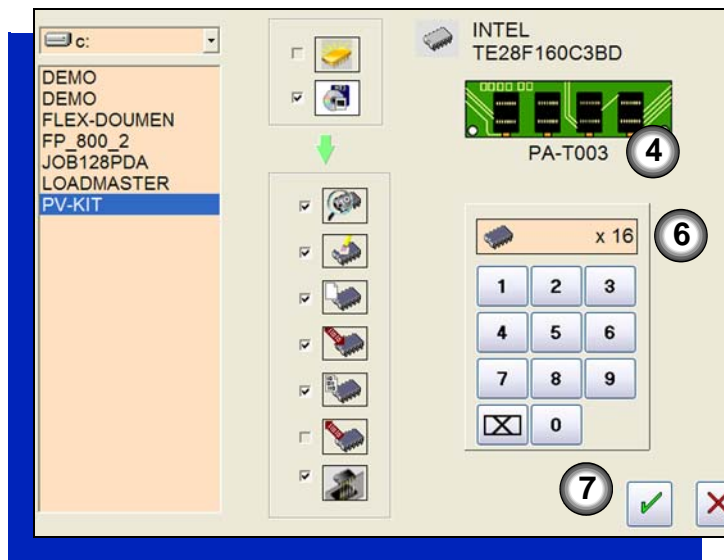 c:
DEMO
DEMO
FLEX-DOUMEN
FP_800_2
JOB128PDA
LOADMASTER
PV-KIT
INTEL
TE28F160C3BD
PA-T003
4
x 16
6
1 2 3
4 5 6
7 8 9
0
7